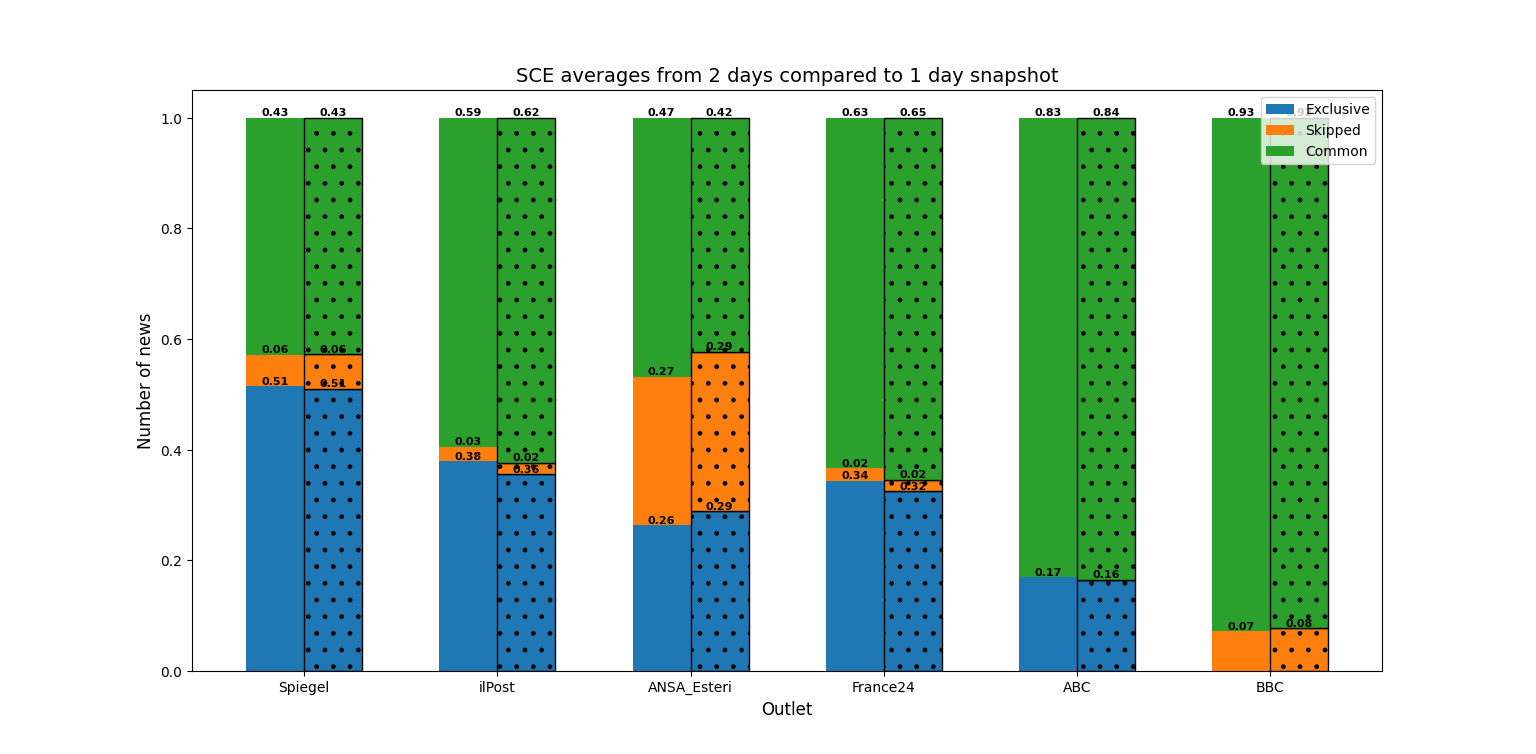 SCE averages from 2 days compared to 1 day snapshot
0.43 0.43 0.59 0.62 0.47 0.42 0.63 0.65 0.83 0.84 0.93
Exclusive
Skipped
Common
1.0
0.8
0.6
0.4
0.2
0.0
Number of news
0.06 0.06
0.51 0.51
0.03 0.02
0.38 0.36
0.27 0.29
0.26 0.29
0.02 0.02
0.34 0.32
0.17 0.16
0.07 0.08
Spiegel ilPost ANSA_Esteri France24 ABC BBC
Outlet